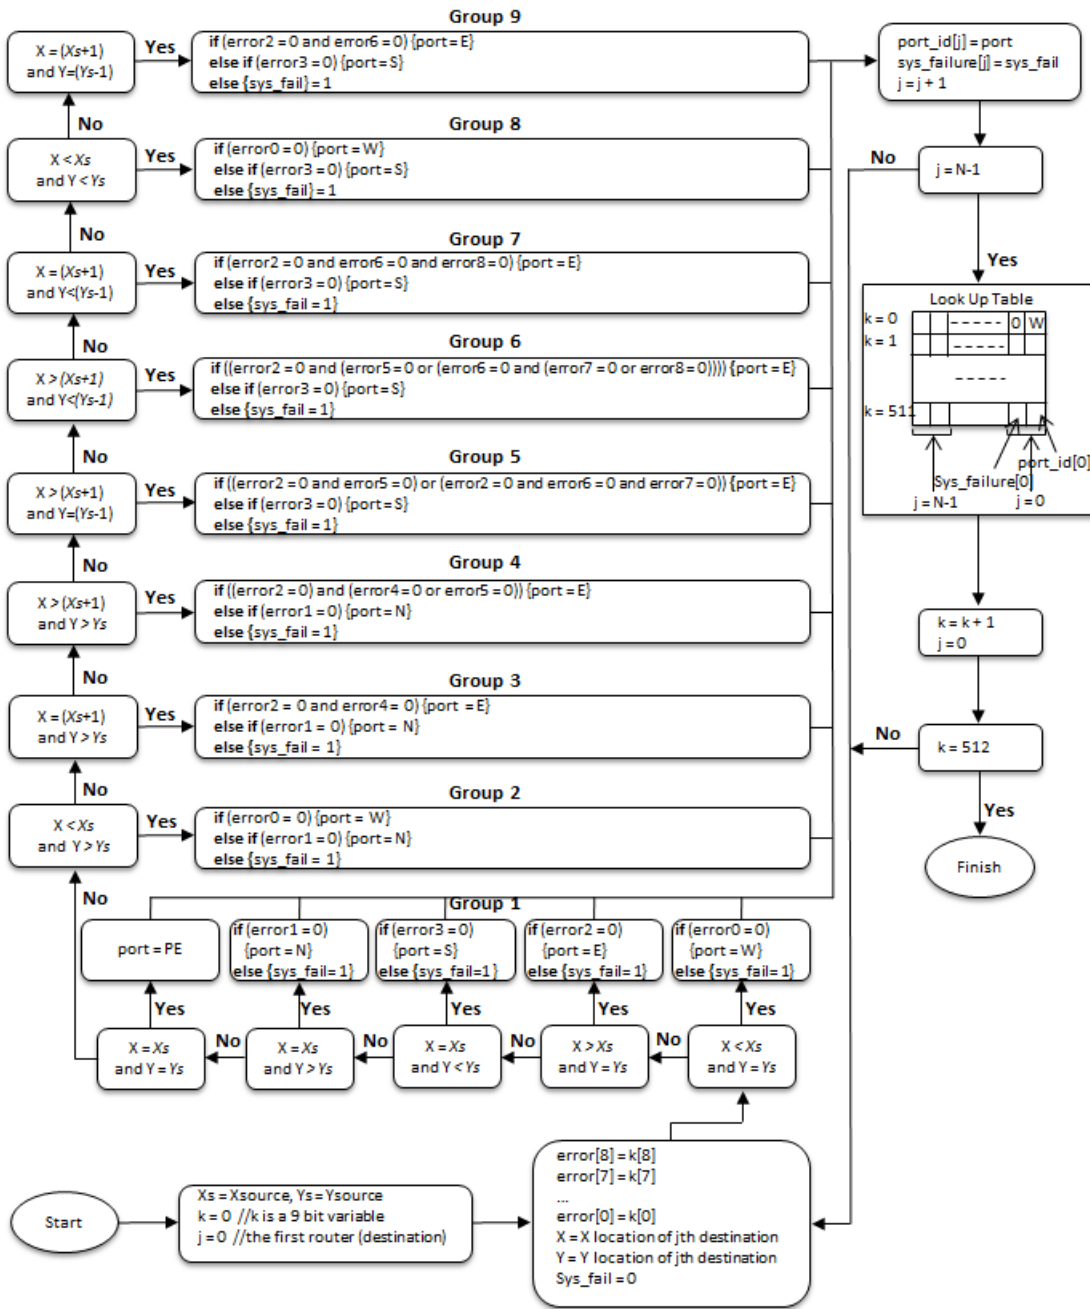 Group 9
X = (Xs+1)
and Y=(Ys-1)
Yes
if (error2 = 0 and error6 = 0) {port = E}
else if (error3 = 0) {port = S}
else {sys_fail} = 1
port_id[j] = port
sys_failure[j] = sys_fail
j = j + 1
No
Group 8
X < Xs
and Y < Ys
Yes
if (error0 = 0) {port = W}
else if (error3 = 0) {port = S}
else {sys_fail} = 1
No
j = N-1
Yes
No
Group 7
X = (Xs+1)
and Y<(Ys-1)
Yes
if (error2 = 0 and error6 = 0 and error8 = 0) {port = E}
else if (error3 = 0) {port = S}
else {sys_fail = 1}
Look Up Table
k = 0
0 W
k = 1
k = 511
port_id[0]
Sys_failure[0]
j = N-1
j = 0
No
Group 6
X > (Xs+1)
and Y<(Ys-1)
Yes
if ((error2 = 0 and (error5 = 0 or (error6 = 0 and (error7 = 0 or error8 = 0)))) {port = E}
else if (error3 = 0) {port = S}
else {sys_fail = 1}
No
Group 5
X > (Xs+1)
and Y=(Ys-1)
Yes
if ((error2 = 0 and error5 = 0) or (error2 = 0 and error6 = 0 and error7 = 0)) {port = E}
else if (error3 = 0) {port = S}
else {sys_fail = 1}
No
Group 4
X > (Xs+1)
and Y > Ys
Yes
if ((error2 = 0) and (error4 = 0 or error5 = 0)) {port = E}
else if (error1 = 0) {port = N}
else {sys_fail = 1}
k = k + 1
j = 0
No
Group 3
X = (Xs+1)
and Y > Ys
Yes
if (error2 = 0 and error4 = 0) {port = E}
else if (error1 = 0) {port = N}
else {sys_fail = 1}
No
k = 512
Yes
Finish
No
Group 2
X < Xs
and Y > Ys
Yes
if (error0 = 0) {port = W}
else if (error1 = 0) {port = N}
else {sys_fail = 1}
No
Group 1
port = PE
if (error1 = 0)
{port = N}
else {sys_fail= 1}
if (error3 = 0)
{port = S}
else {sys_fail=1}
if (error2 = 0)
{port = E}
else {sys_fail= 1}
if (error0 = 0)
{port = W}
else {sys_fail= 1}
Yes
Yes
Yes
Yes
Yes
X = Xs
and Y = Ys
No
X = Xs
and Y > Ys
No
X = Xs
and Y < Ys
No
X > Xs
and Y = Ys
No
X < Xs
and Y = Ys
Start
Xs = Xsource, Ys = Ysource
k = 0 //k is a 9 bit variable
j = 0 //the first router (destination)
error[8] = k[8]
error[7] = k[7]
...
error[0] = k[0]
X = X location of jth destination
Y = Y location of jth destination
Sys_fail = 0